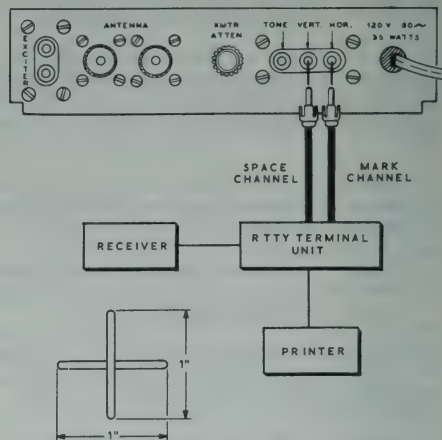 ANTENNA
XMTR
ATTEN
TONE VERT. HOR.
120 V 60~
35 WATTS
EXCITER
SPACE
CHANNEL
MARK
CHANNEL
RECEIVER
RTTY TERMINAL
UNIT
PRINTER
1"
1"